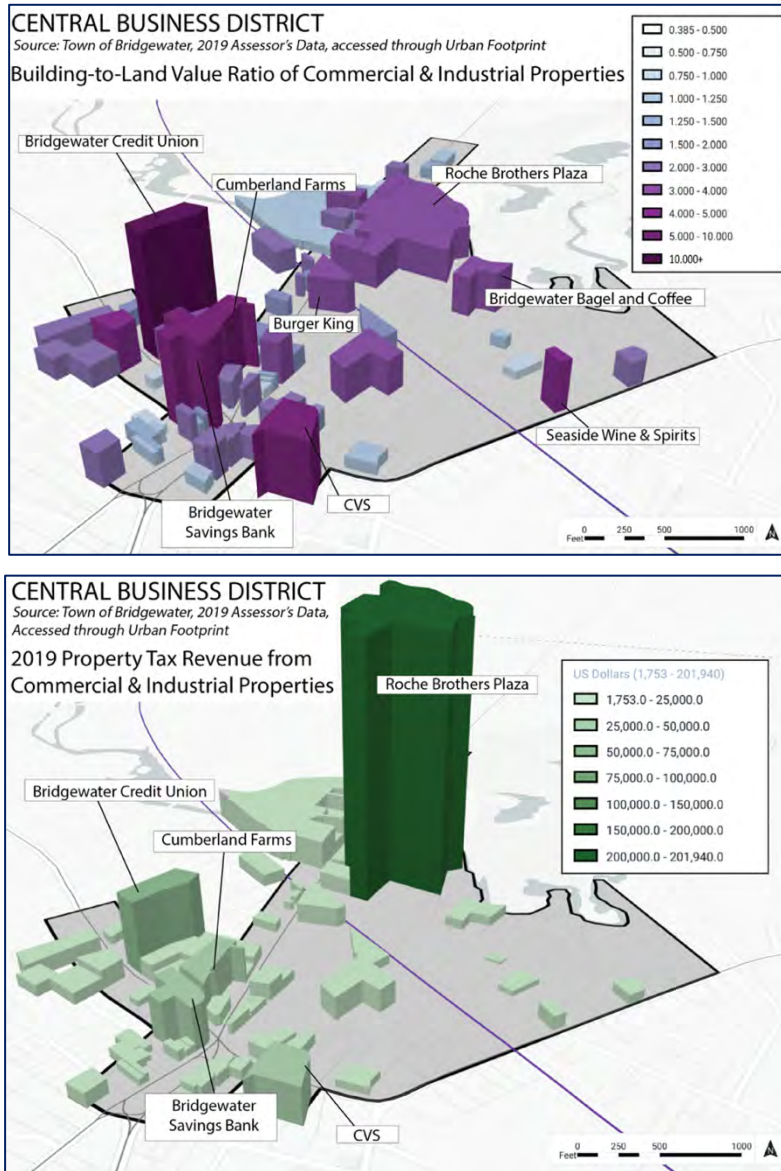 CENTRAL BUSINESS DISTRICT
Source: Town of Bridgewater, 2019 Assessor's Data, accessed through Urban Footprint
Building-to-Land Value Ratio of Commercial & Industrial Properties
0.385 - 0.500
0.500 - 0.750
0.750 - 1.000
1.000 - 1.250
1.250 - 1.500
1.500 - 2.000
2.000 - 3.000
3.000 - 4.000
4.000 - 5.000
5.000 - 10.000
10.000+
Bridgewater Credit Union
Cumberland Farms
Roche Brothers Plaza
Burger King
Bridgewater Bagel and Coffee
Seaside Wine & Spirits
Bridgewater
Savings Bank
CVS
0 250 500 1000
Feet
N
CENTRAL BUSINESS DISTRICT
Source: Town of Bridgewater, 2019 Assessor's Data,
Accessed through Urban Footprint
2019 Property Tax Revenue from
Commercial & Industrial Properties
Roche Brothers Plaza
US Dollars (1,753 - 201,940)
1,753.0 - 25,000.0
25,000.0 - 50,000.0
50,000.0 - 75,000.0
75,000.0 - 100,000.0
100,000.0 - 150,000.0
150,000.0 - 200,000.0
200,000.0 - 201,940.0
Bridgewater Credit Union
Cumberland Farms
Bridgewater
Savings Bank
CVS
0 250 500 1000
Feet
N